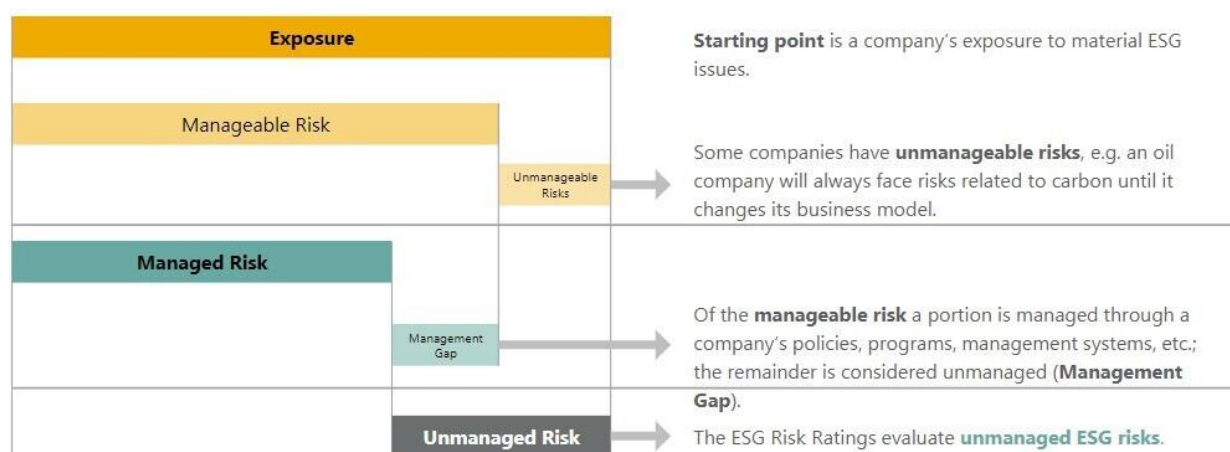 Exposure
Starting point is a company's exposure to material ESG
issues.
Manageable Risk
Unmanageable
Risks
Some companies have unmanageable risks, e.g. an oil
company will always face risks related to carbon until it
changes its business model.
Managed Risk
Management
Gap
Of the manageable risk a portion is managed through a
company's policies, programs, management systems, etc.;
the remainder is considered unmanaged (Management
Gap).
Unmanaged Risk
The ESG Risk Ratings evaluate unmanaged ESG risks.